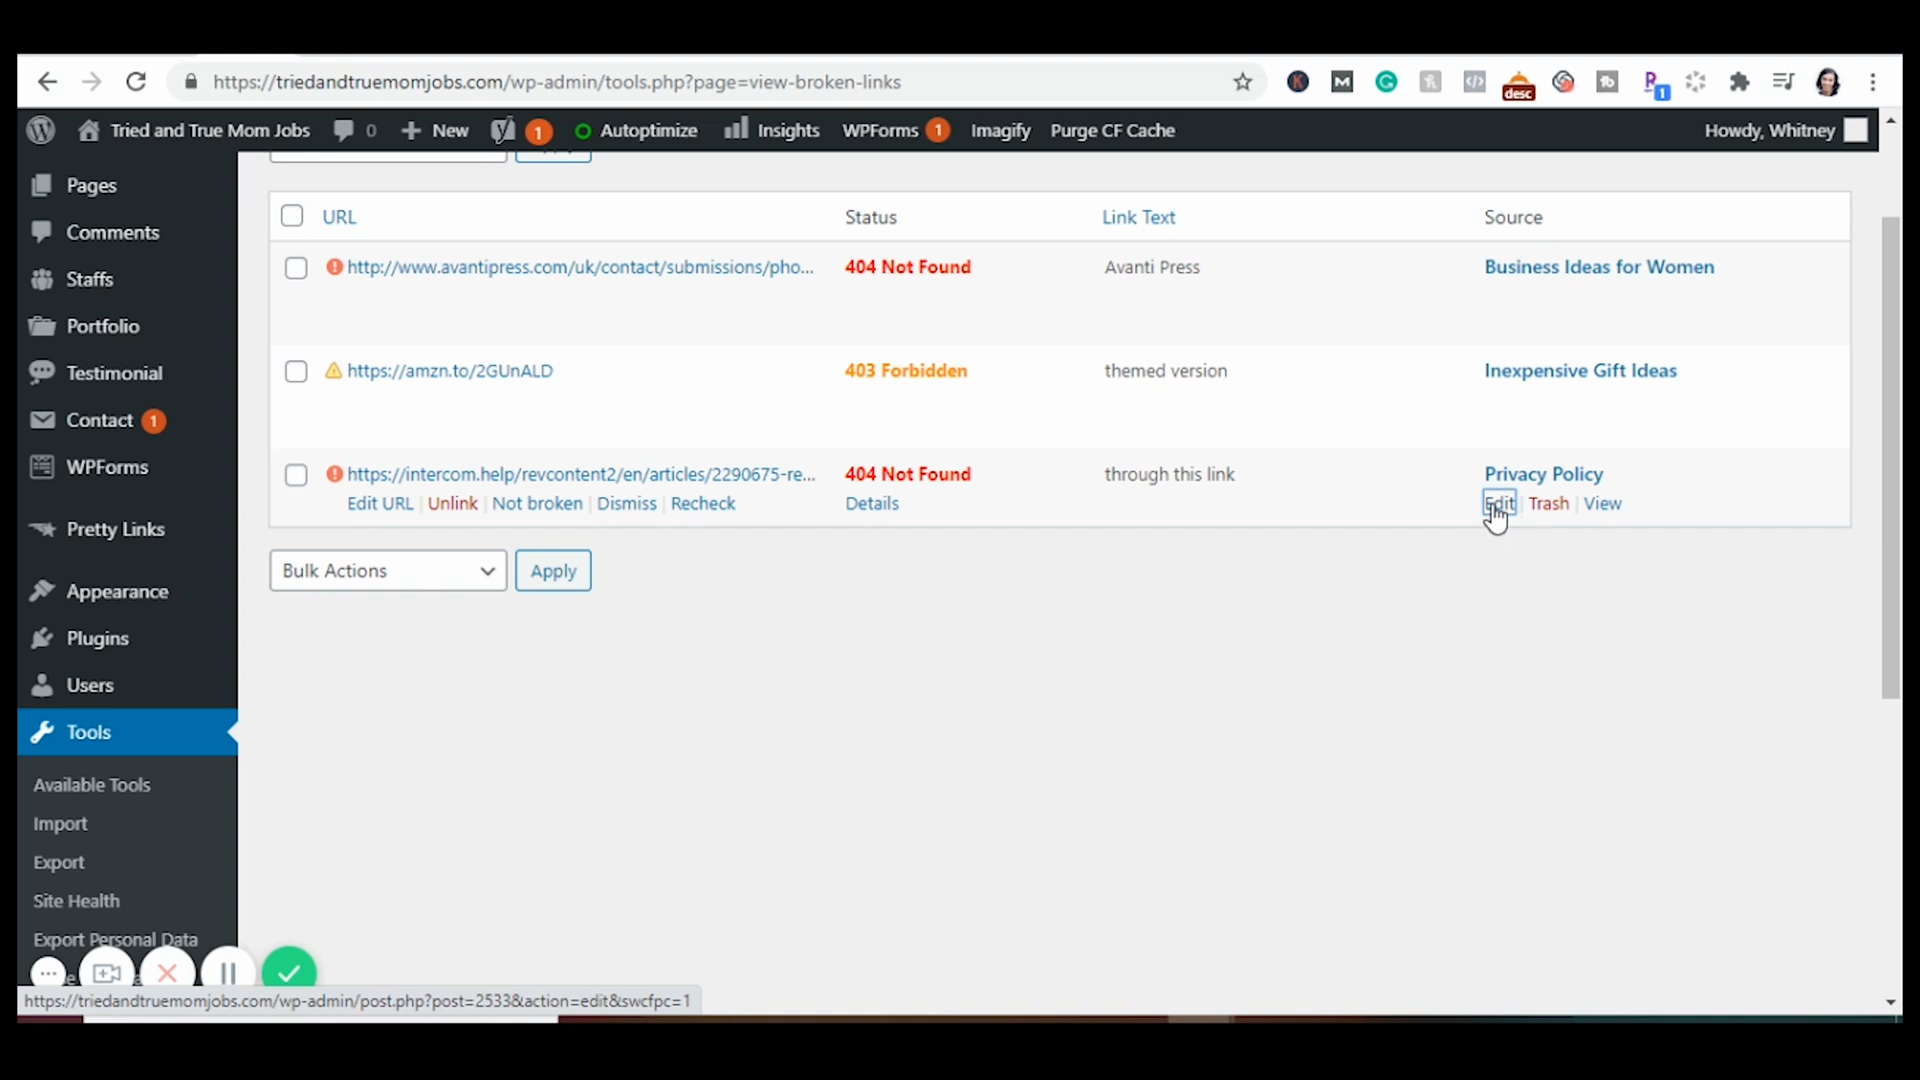 https://triedandtruemomjobs.com/wp-admin/tools.php?page=view-broken-links
desc
1
Tried and True Mom Jobs 0 New 1 Autoptimize Insights WPForms 1 Imagify Purge CF Cache Howdy, Whitney
Pages
Comments
Staffs
Portfolio
Testimonial
Contact 1
WPForms
Pretty Links
Appearance
Plugins
Users
Tools
Available Tools
Import
Export
Site Health
Export Personal Data
URL Status Link Text Source
http://www.avantipress.com/uk/contact/submissions/pho... 404 Not Found Avanti Press Business Ideas for Women
https://amzn.to/2GUnALD 403 Forbidden themed version Inexpensive Gift Ideas
https://intercom.help/revcontent2/en/articles/2290675-re... 404 Not Found through this link Privacy Policy
Edit URL | Unlink | Not broken | Dismiss | Recheck Details Edit | Trash | View
Bulk Actions Apply
https://triedandtruemomjobs.com/wp-admin/post.php?post=2533&action=edit&swcfpc=1